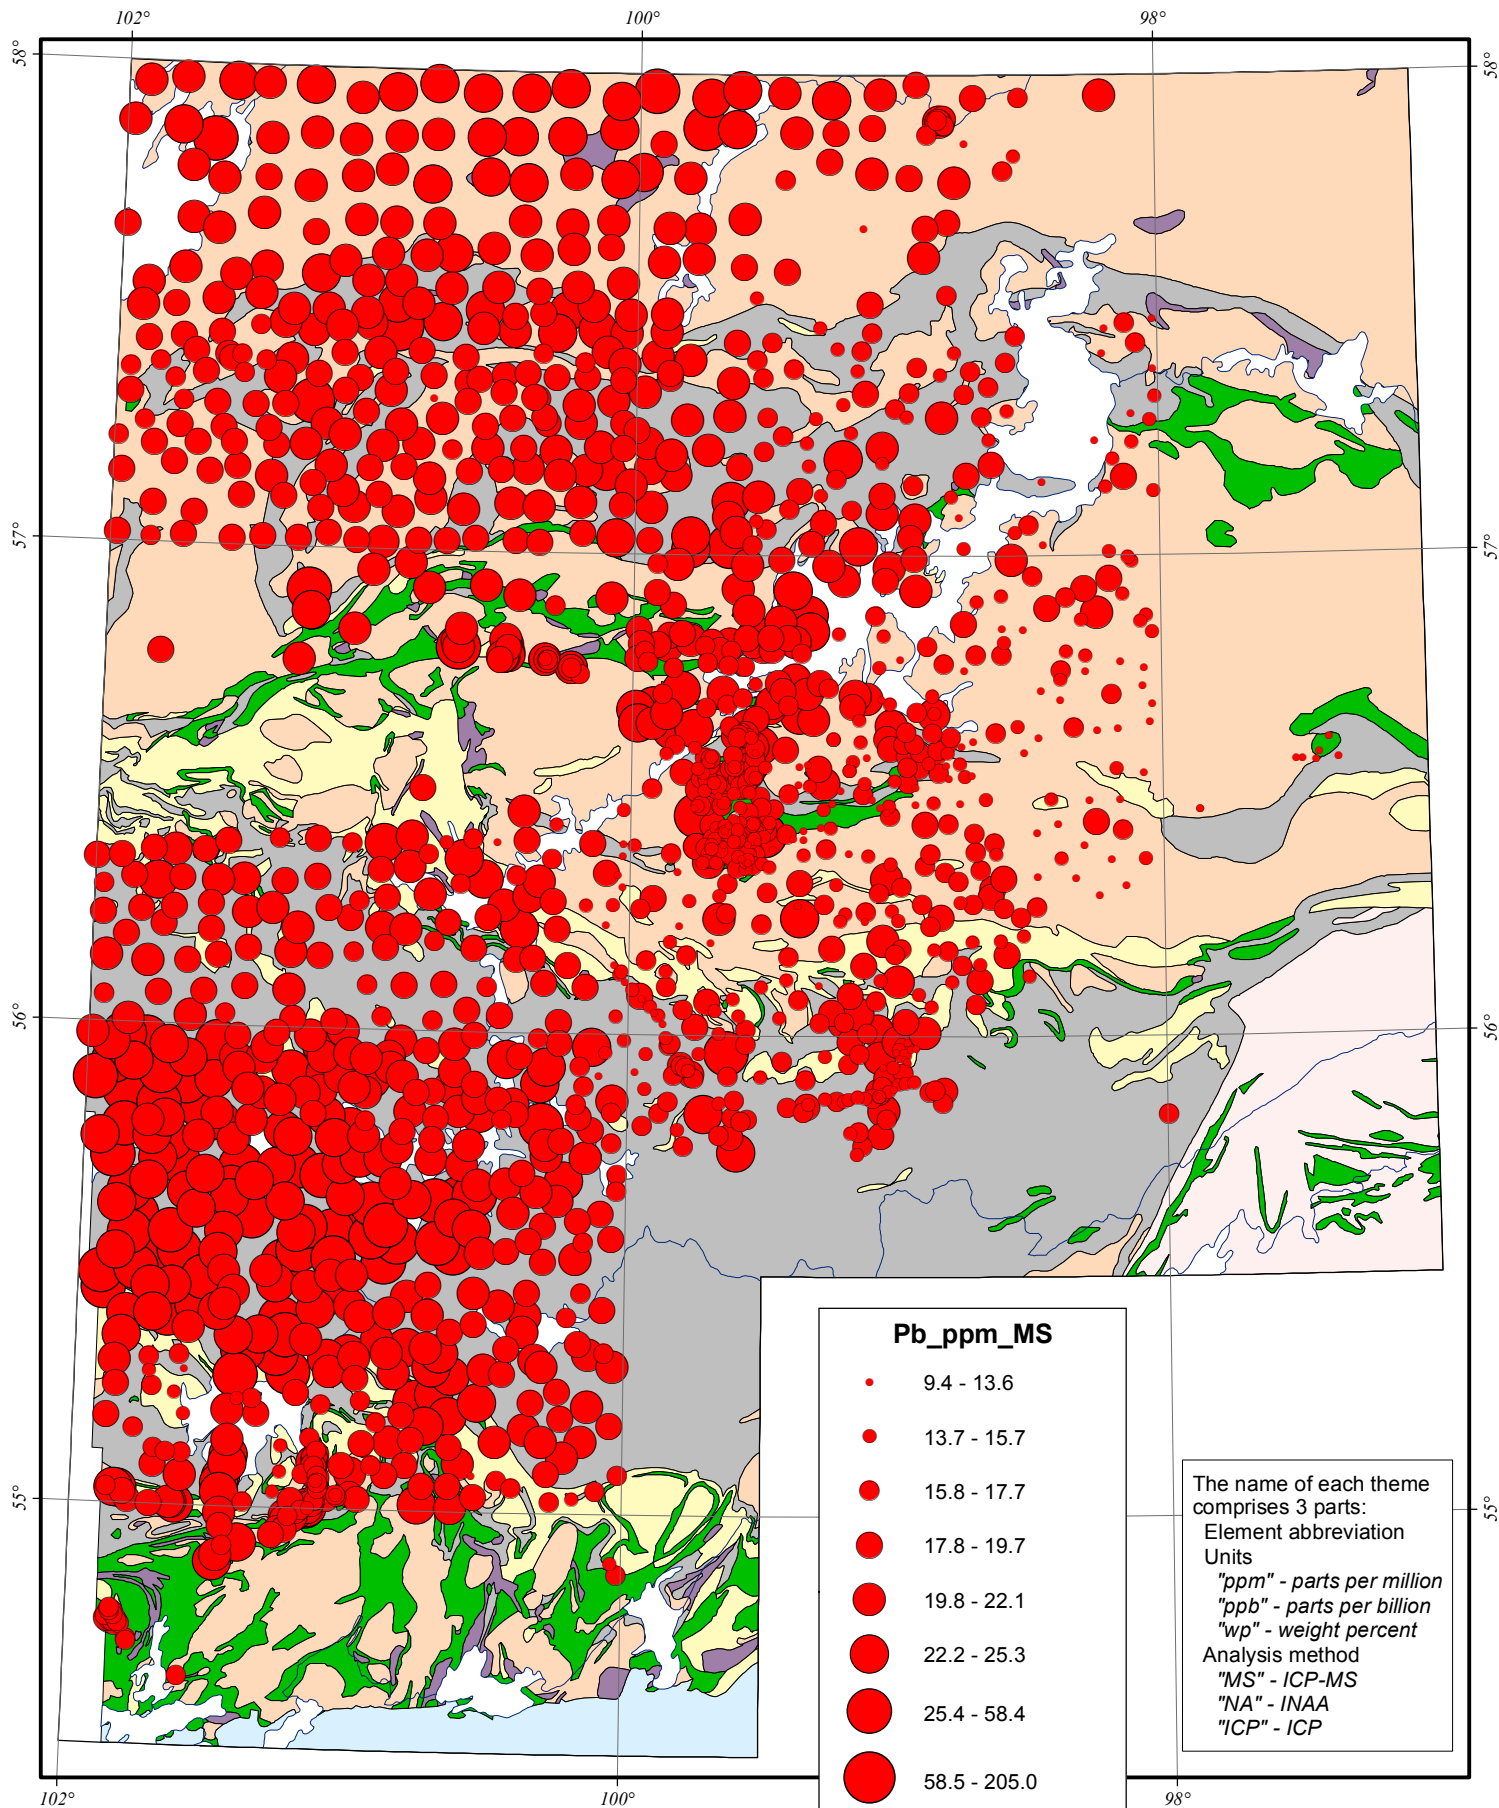 102°
100°
98°
58°
58°
57°
57°
56°
56°
55°
55°
Pb_ppm_MS
9.4 - 13.6
13.7 - 15.7
15.8 - 17.7
17.8 - 19.7
19.8 - 22.1
22.2 - 25.3
25.4 - 58.4
58.5 - 205.0
The name of each theme
comprises 3 parts:
Element abbreviation
Units
"ppm" - parts per million
"ppb" - parts per billion
"wp" - weight percent
Analysis method
"MS" - ICP-MS
"NA" - INAA
"ICP" - ICP
102°
100°
98°